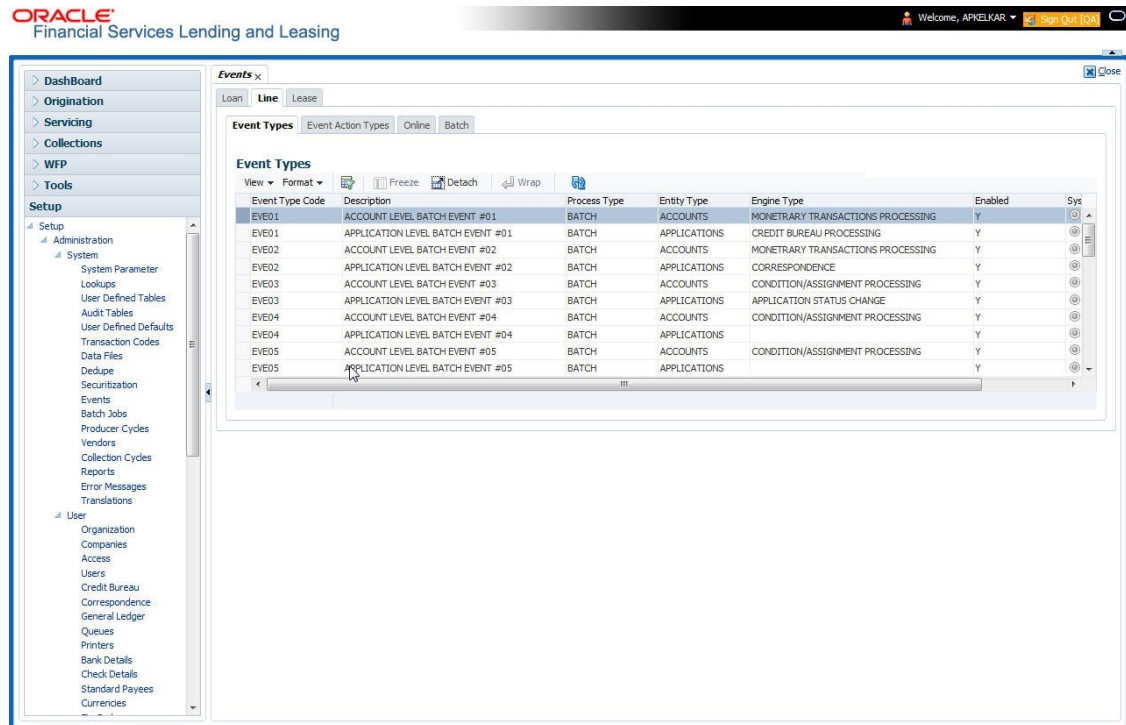 ORACLE
Financial Services Lending and Leasing
Welcome, APKELKAR
Sign Out [QA]
DashBoard
Origination
Servicing
Collections
WFP
Tools
Setup
Setup
Administration
System
System Parameter
Lookups
User Defined Tables
Audit Tables
User Defined Defaults
Transaction Codes
Data Files
Dedupe
Securitization
Events
Batch Jobs
Producer Cycles
Vendors
Collection Cycles
Reports
Error Messages
Translations
User
Organization
Companies
Access
Users
Credit Bureau
Correspondence
General Ledger
Queues
Printers
Bank Details
Check Details
Standard Payees
Currencies
Events
Close
Loan Line Lease
Event Types Event Action Types Online Batch
Event Types
View Format Freeze Detach Wrap
Event Type Code Description Process Type Entity Type Engine Type Enabled Sys
EVE01 ACCOUNT LEVEL BATCH EVENT #01 BATCH ACCOUNTS MONETRARY TRANSACTIONS PROCESSING Y
EVE01 APPLICATION LEVEL BATCH EVENT #01 BATCH APPLICATIONS CREDIT BUREAU PROCESSING Y
EVE02 ACCOUNT LEVEL BATCH EVENT #02 BATCH ACCOUNTS MONETRARY TRANSACTIONS PROCESSING Y
EVE02 APPLICATION LEVEL BATCH EVENT #02 BATCH APPLICATIONS CORRESPONDENCE Y
EVE03 ACCOUNT LEVEL BATCH EVENT #03 BATCH ACCOUNTS CONDITION/ASSIGNMENT PROCESSING Y
EVE03 APPLICATION LEVEL BATCH EVENT #03 BATCH APPLICATIONS APPLICATION STATUS CHANGE Y
EVE04 ACCOUNT LEVEL BATCH EVENT #04 BATCH ACCOUNTS CONDITION/ASSIGNMENT PROCESSING Y
EVE04 APPLICATION LEVEL BATCH EVENT #04 BATCH APPLICATIONS Y
EVE05 ACCOUNT LEVEL BATCH EVENT #05 BATCH ACCOUNTS CONDITION/ASSIGNMENT PROCESSING Y
EVE05 APPLICATION LEVEL BATCH EVENT #05 BATCH APPLICATIONS Y